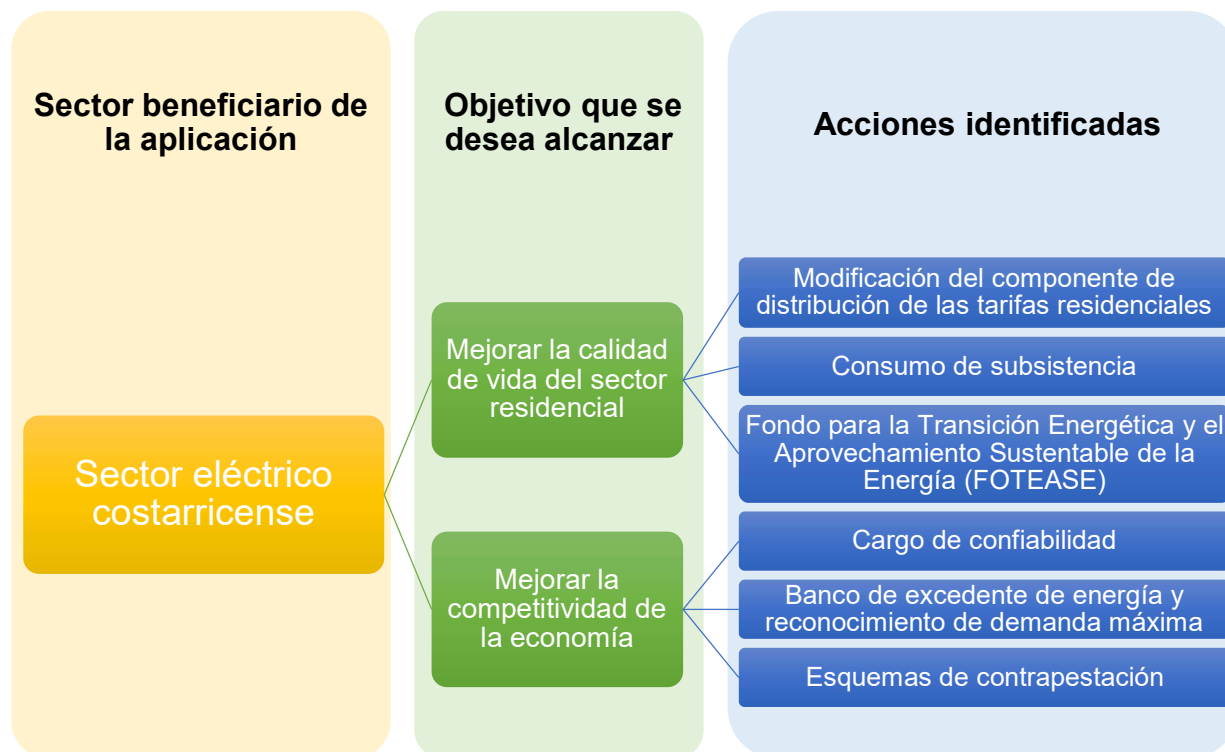 Sector beneficiario de
la aplicación
Objetivo que se
desea alcanzar
Acciones identificadas
Sector eléctrico
costarricense
Mejorar la calidad
de vida del sector
residencial
Mejorar la
competitividad de
la economía
Modificación del componente de
distribución de las tarifas residenciales
Consumo de subsistencia
Fondo para la Transición Energética y el
Aprovechamiento Sustentable de la
Energía (FOTEASE)
Cargo de confiabilidad
Banco de excedente de energía y
reconocimiento de demanda máxima
Esquemas de contrapestación